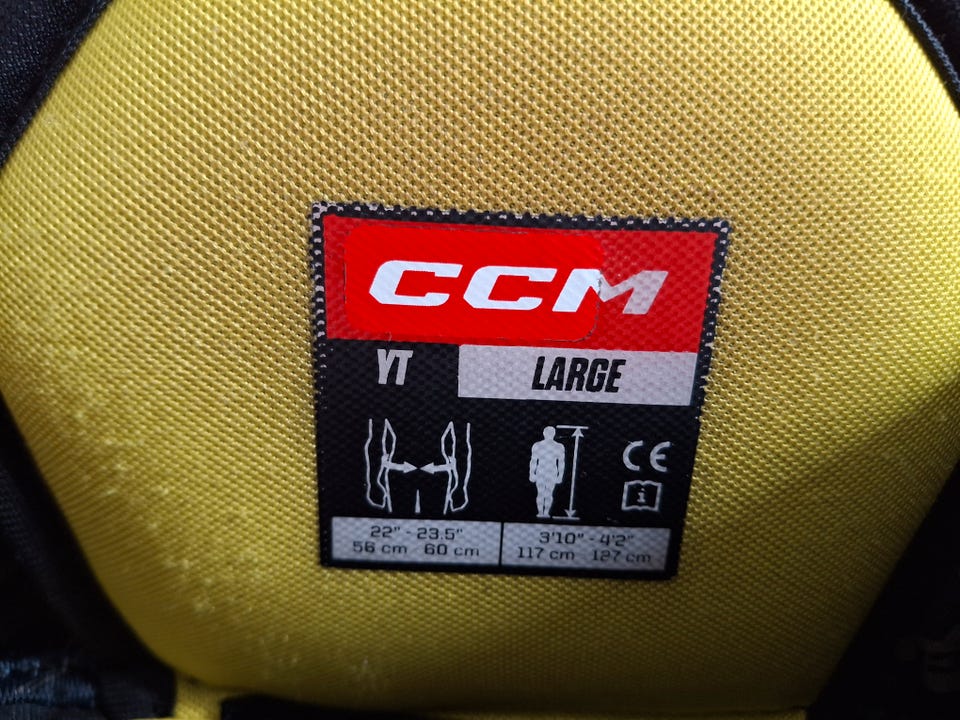 CCM
YT LARGE
CE
i
22" - 23.5" 3'10" - 4'2"
56 cm 60 cm 117 cm 127 cm